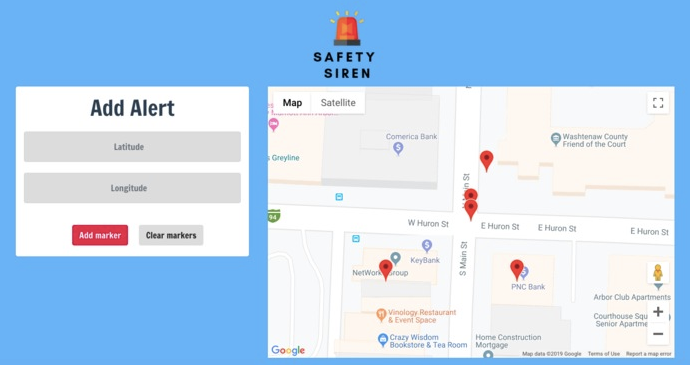 SAFETY
SIREN
Add Alert
Latitude
Longitude
Add marker
Clear markers
Map
Satellite
Comerica Bank
Washtenaw County
Friend of the Court
s Greyline
Main St
94
W Huron St
E Huron St
E Huron St
E Huron St
S Main St
KeyBank
Group
PNC Bank
Vinology Restaurant
& Event Space
Crazy Wisdom
Bookstore & Tea Room
Home Construction
Mortgage
Arbor Club Apartments
Courthouse Squ
Senior Apartme
Google
Map data ©2019 Google
Terms of Use
Report a map error